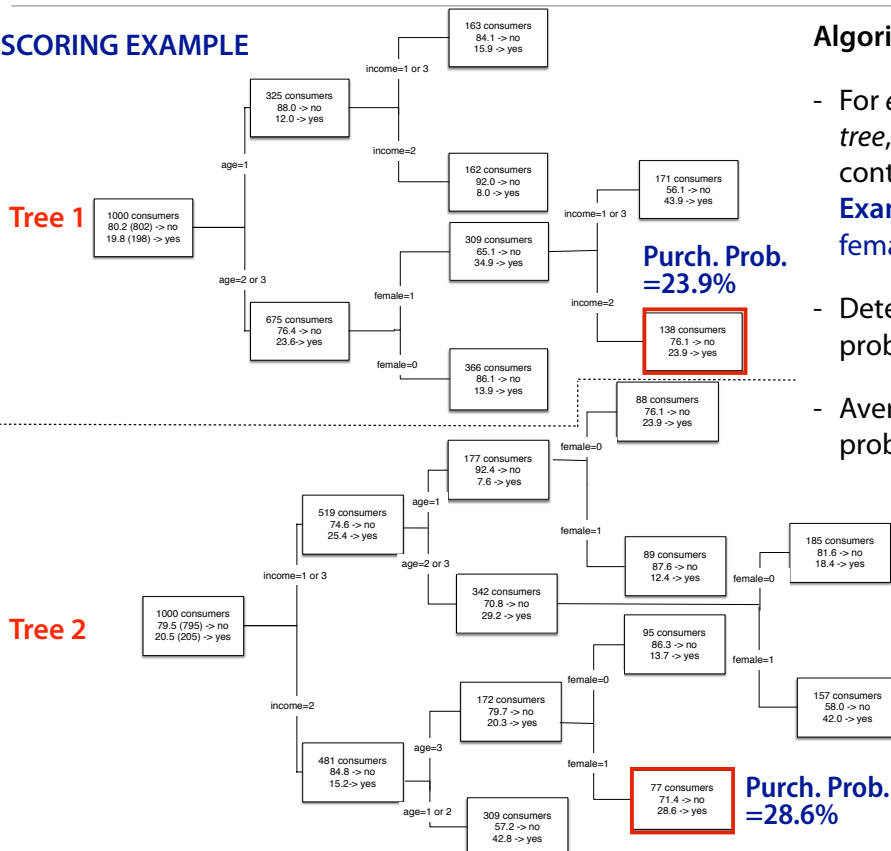 SCORING EXAMPLE
Tree 1
1000 consumers
80.2 (802) -> no
19.8 (198) -> yes
age=1
age=2 or 3
325 consumers
88.0 -> no
12.0 -> yes
675 consumers
76.4 -> no
23.6-> yes
income=1 or 3
income=2
163 consumers
84.1 -> no
15.9 -> yes
162 consumers
92.0 -> no
8.0 -> yes
female=1
female=0
309 consumers
65.1 -> no
34.9 -> yes
366 consumers
86.1 -> no
13.9 -> yes
income=1 or 3
income=2
171 consumers
56.1 -> no
43.9 -> yes
Purch. Prob.
=23.9%
138 consumers
76.1 -> no
23.9 -> yes
Tree 2
1000 consumers
79.5 (795) -> no
20.5 (205) -> yes
income=1 or 3
income=2
519 consumers
74.6 -> no
25.4 -> yes
481 consumers
84.8 -> no
15.2-> yes
age=1
age=2 or 3
177 consumers
92.4 -> no
7.6 -> yes
342 consumers
70.8 -> no
29.2 -> yes
female=0
female=1
88 consumers
76.1 -> no
23.9 -> yes
89 consumers
87.6 -> no
12.4 -> yes
female=0
female=1
185 consumers
81.6 -> no
18.4 -> yes
157 consumers
58.0 -> no
42.0 -> yes
age=3
age=1 or 2
172 consumers
79.7 -> no
20.3 -> yes
309 consumers
57.2 -> no
42.8 -> yes
female=0
female=1
95 consumers
86.3 -> no
13.7 -> yes
77 consumers
71.4 -> no
28.6 -> yes
Purch. Prob.
=28.6%
- For
tree,